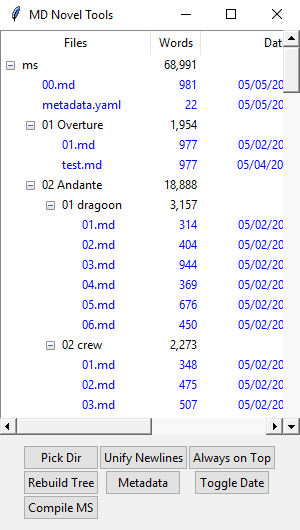 MD Novel Tools
Files Words Dat
ms 68,991
00.md 981 05/05/20
metadata.yaml 22 05/05/20
01 Overture 1,954
01.md 977 05/02/20
test.md 977 05/04/20
02 Andante 18,888
01 dragoon 3,157
01.md 314 05/02/20
02.md 404 05/02/20
03.md 944 05/02/20
04.md 369 05/02/20
05.md 676 05/02/20
06.md 450 05/02/20
02 crew 2,273
01.md 348 05/02/20
02.md 475 05/02/20
03.md 507 05/02/20
Pick Dir Unify Newlines Always on Top
Rebuild Tree Metadata Toggle Date
Compile MS